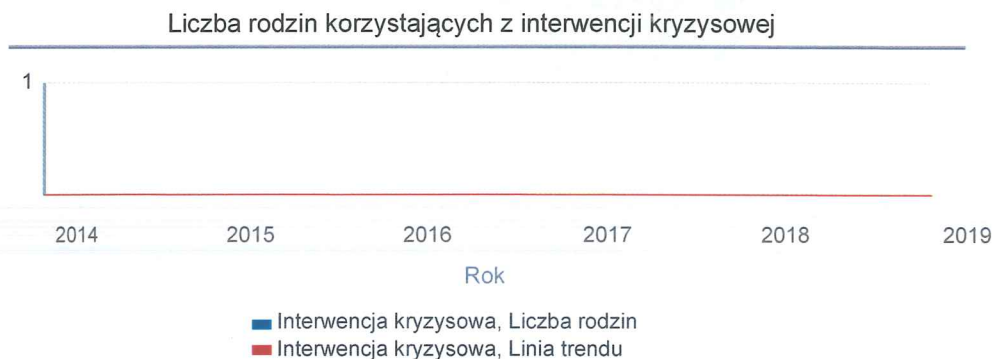 Liczba rodzin korzystających z interwencji kryzysowej
1
2014 2015 2016 2017 2018 2019
Rok
Interwencja kryzysowa, Liczba rodzin
Interwencja kryzysowa, Linia trendu